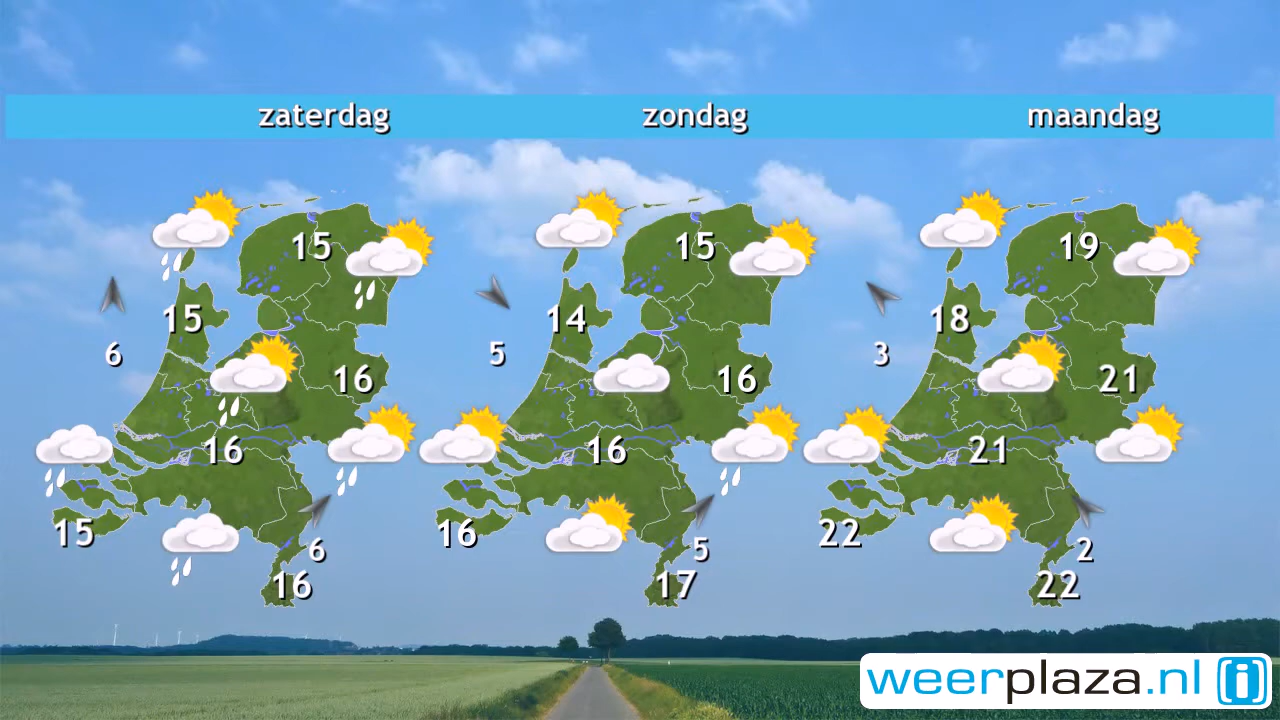 zaterdag zondag maandag
15 15 19
15 14 18
6 5 3
16 16 21
16 16 21
15 16 22
6 5 2
16 17 22
weerplaza.nl i